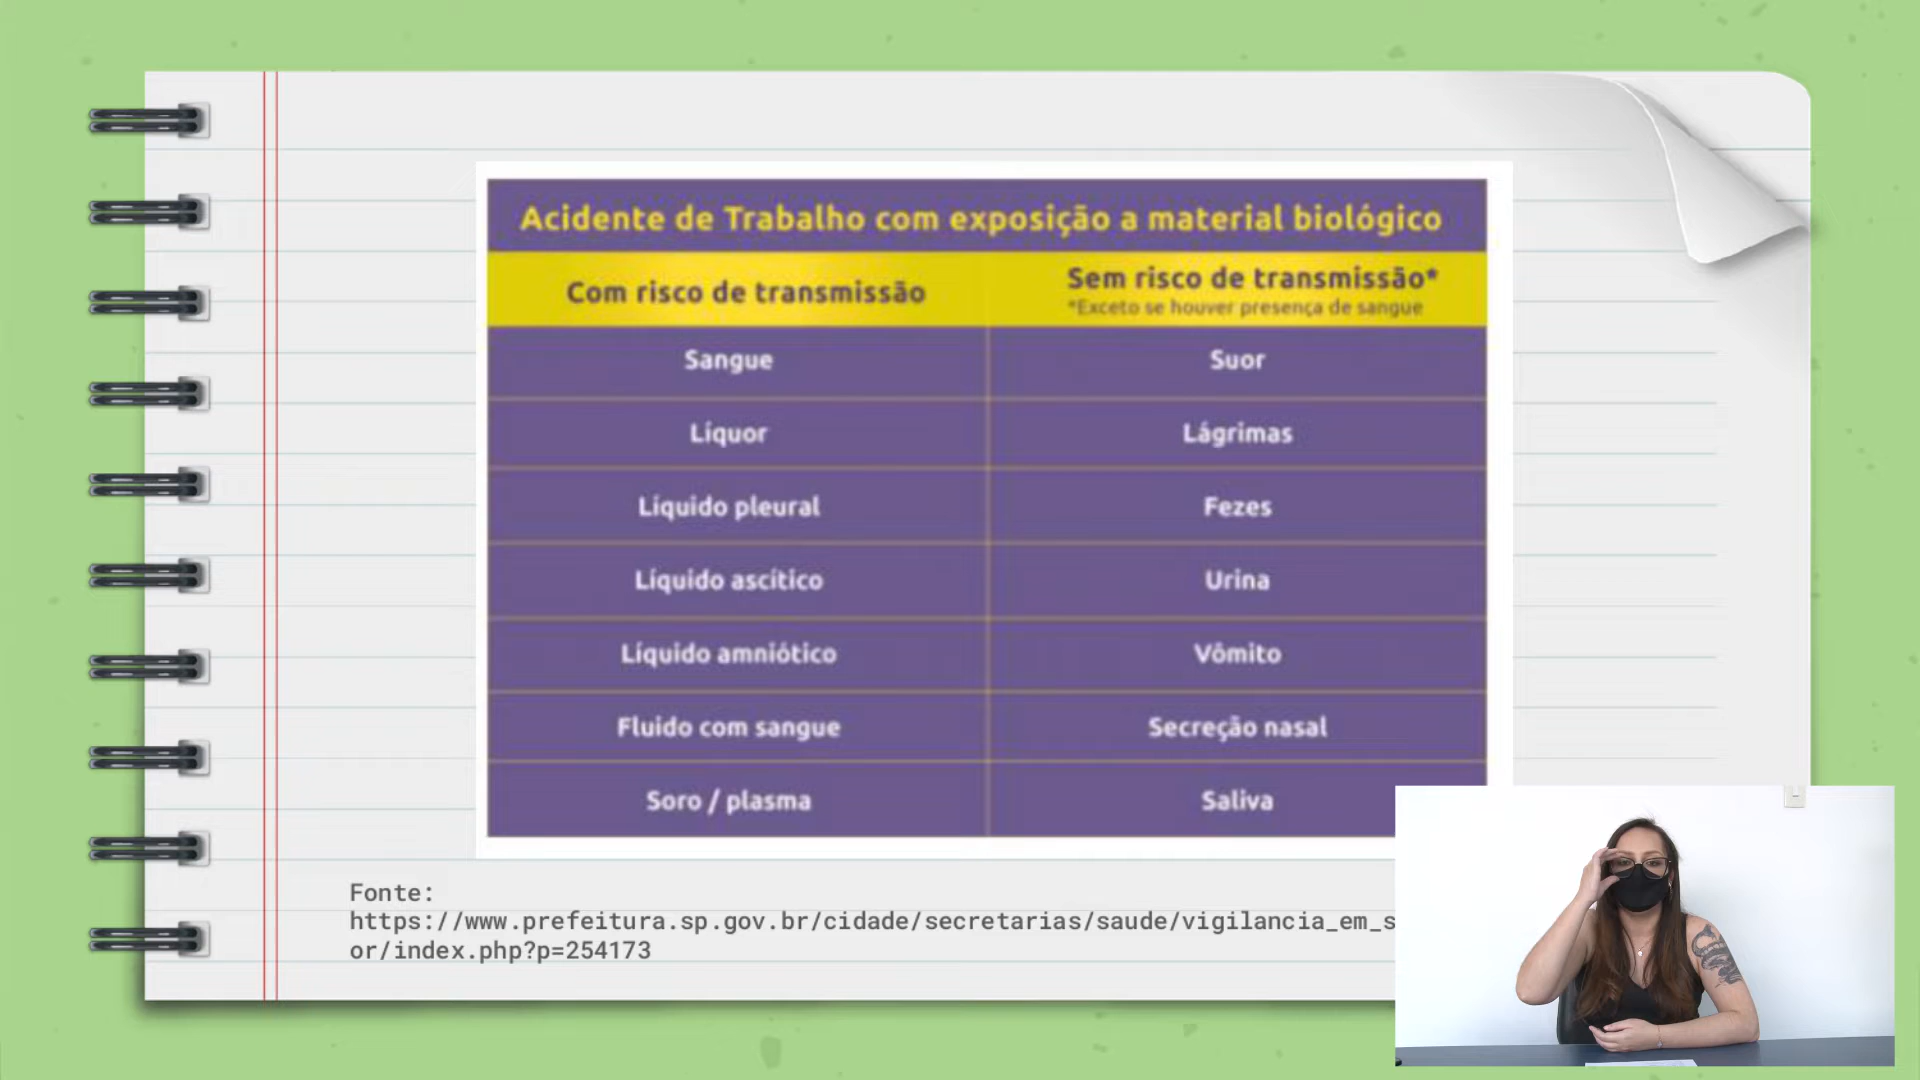 Acidente de Trabalho com exposição a material biológico
Com risco de transmissão
Sem risco de transmissão*
*Exceto se houver presença de sangue
Sangue
Suor
Líquor
Lágrimas
Líquido pleural
Fezes
Líquido ascítico
Urina
Líquido amniótico
Vômito
Fluido com sangue
Secreção nasal
Soro / plasma
Saliva
Fonte:
https://www.prefeitura.sp.gov.br/cidade/secretarias/saude/vigilancia_em_s
or/index.php?p=254173